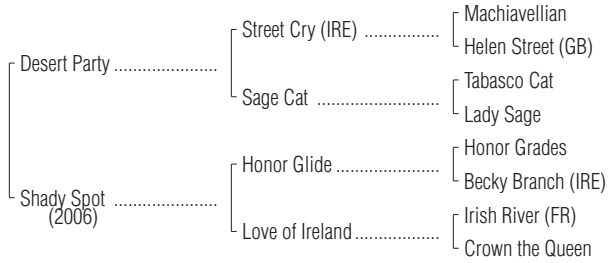 Machiavellian
Street Cry (IRE) ..................
Helen Street (GB)
Desert Party ........................
Tabasco Cat
Sage Cat .............................
Lady Sage
Honor Grades
Honor Glide ........................
Becky Branch (IRE)
Shady Spot ........................
(2006)
Irish River (FR)
Love of Ireland ....................
Crown the Queen